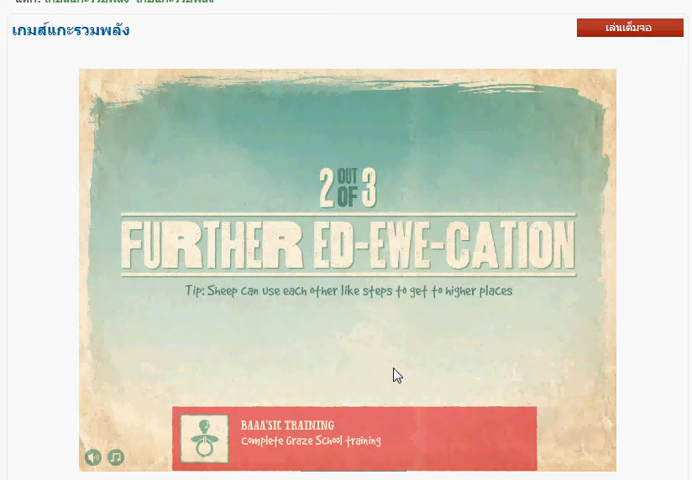 เกมส์แกะรวมพลัง
เล่นเต็มจอ
2 OUT OF 3
FURTHER ED-EWE-CATION
Tip: Sheep can use each other like steps to get to higher places
BAAA'SIC TRAINING
Complete Graze School training